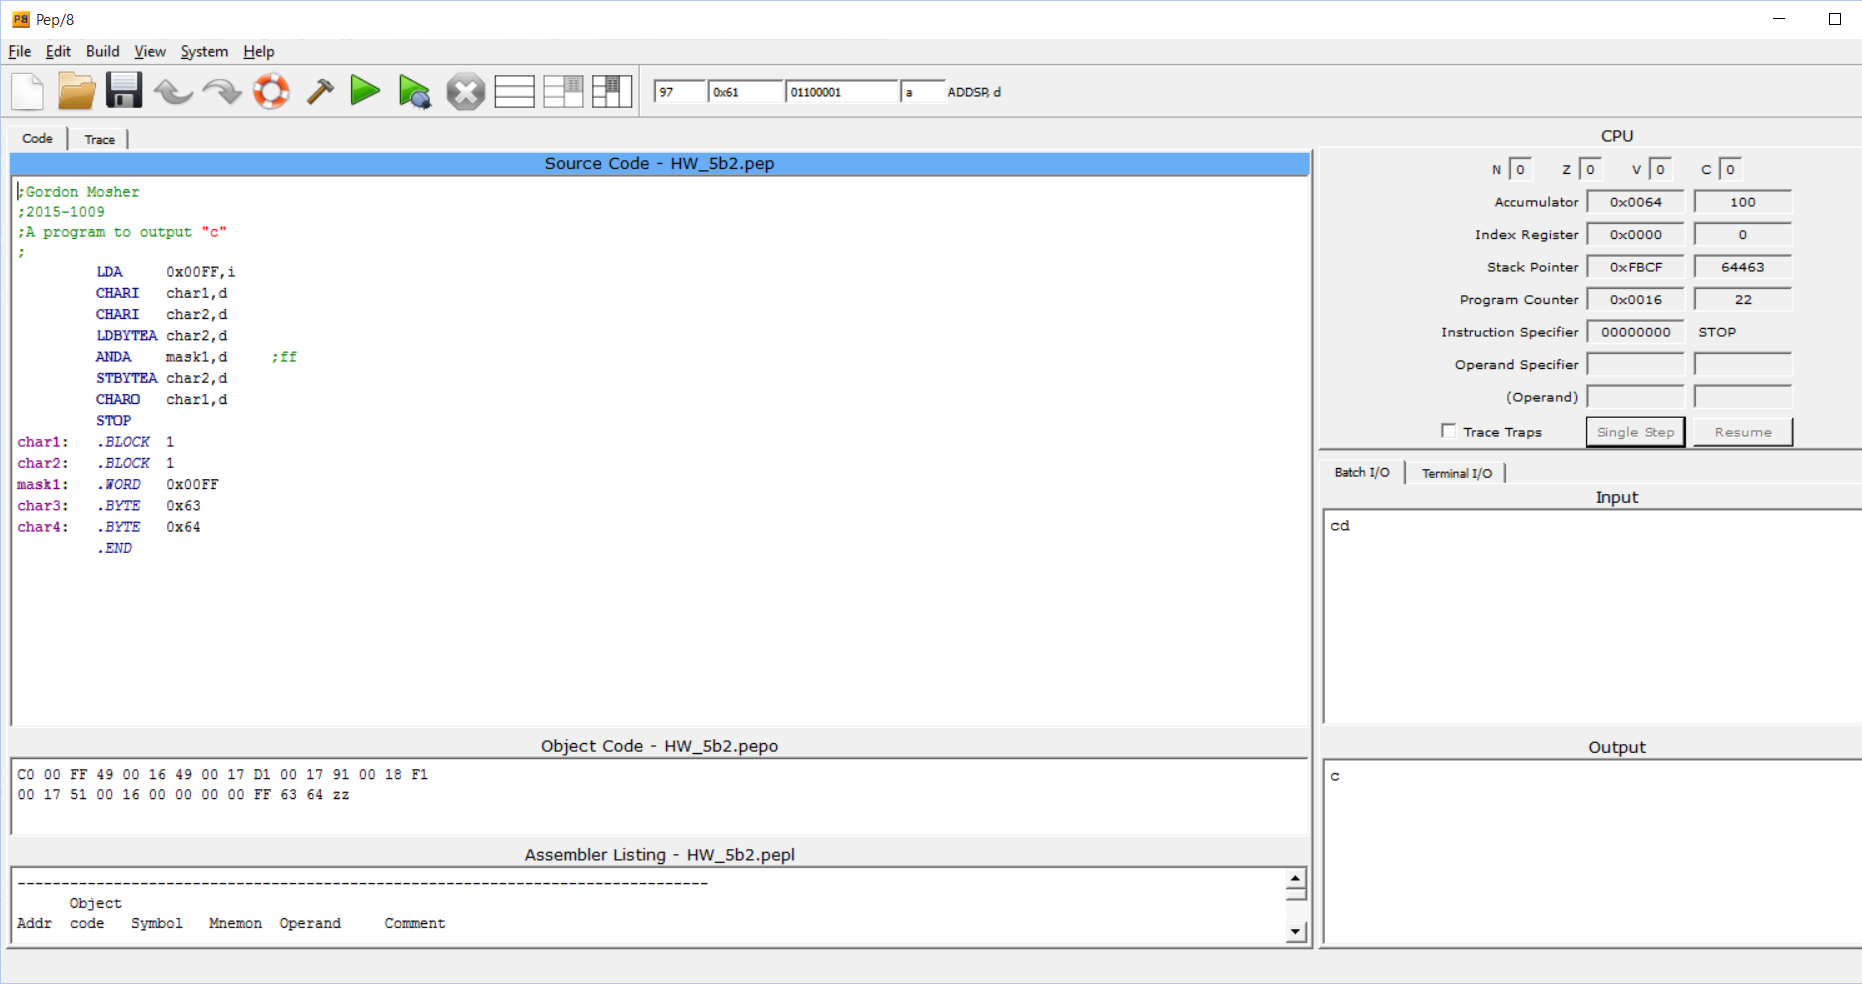 Pep/8
File Edit Build View System Help
97 0x61 01100001 a ADDSP, d
Code Trace
Source Code - HW_5b2.pep
;Gordon Mosher
;2015-1009
;A program to output "c"
;
LDA 0x00FF,i
CHARI char1,d
CHARI char2,d
LDBYTEA char2,d
ANDA mask1,d ;ff
STBYTEA char2,d
CHARO char1,d
STOP
char1: .BLOCK 1
char2: .BLOCK 1
mask1: .WORD 0x00FF
char3: .BYTE 0x63
char4: .BYTE 0x64
.END
Object Code - HW_5b2.pepo
C0 00 FF 49 00 16 49 00 17 D1 00 17 91 00 18 F1
00 17 51 00 16 00 00 00 00 FF 63 64 zz
Assembler Listing - HW_5b2.pepl
-------------------------------------------------------------------------------
Object
Addr code Symbol Mnemon Operand Comment
CPU
N 0 Z 0 V 0 C 0
Accumulator 0x0064 100
Index Register 0x0000 0
Stack Pointer 0xFBCF 64463
Program Counter 0x0016 22
Instruction Specifier 00000000 STOP
Operand Specifier
(Operand)
Trace Traps Single Step Resume
Batch I/O Terminal I/O
Input
cd
Output
c